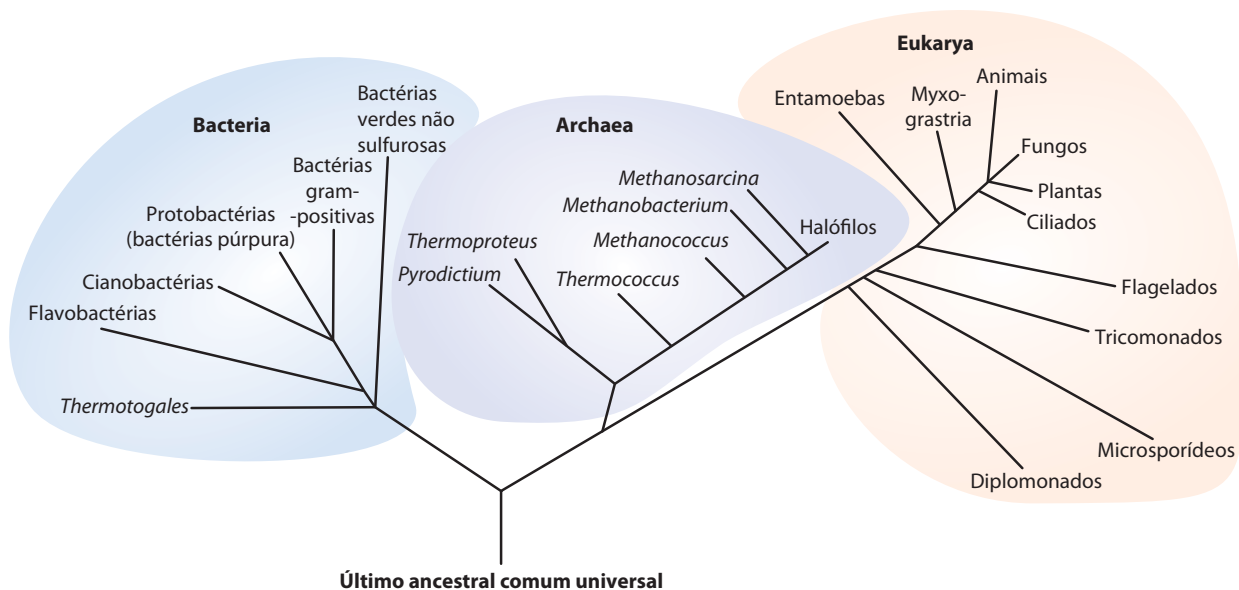 Eukarya
Animais
Entamoebas
Myxo-
grastria
Fungos
Plantas
Ciliados
Flagelados
Tricomonados
Microsporídeos
Diplomonados
Archaea
Methanosarcina
Methanobacterium
Halófilos
Methanococcus
Thermococcus
Thermoproteus
Pyrodictium
Bacteria
Bactérias
verdes não
sulfurosas
Bactérias
gram-
-positivas
Protobactérias
(bactérias púrpura)
Cianobactérias
Flavobactérias
Thermotogales
Último ancestral comum universal